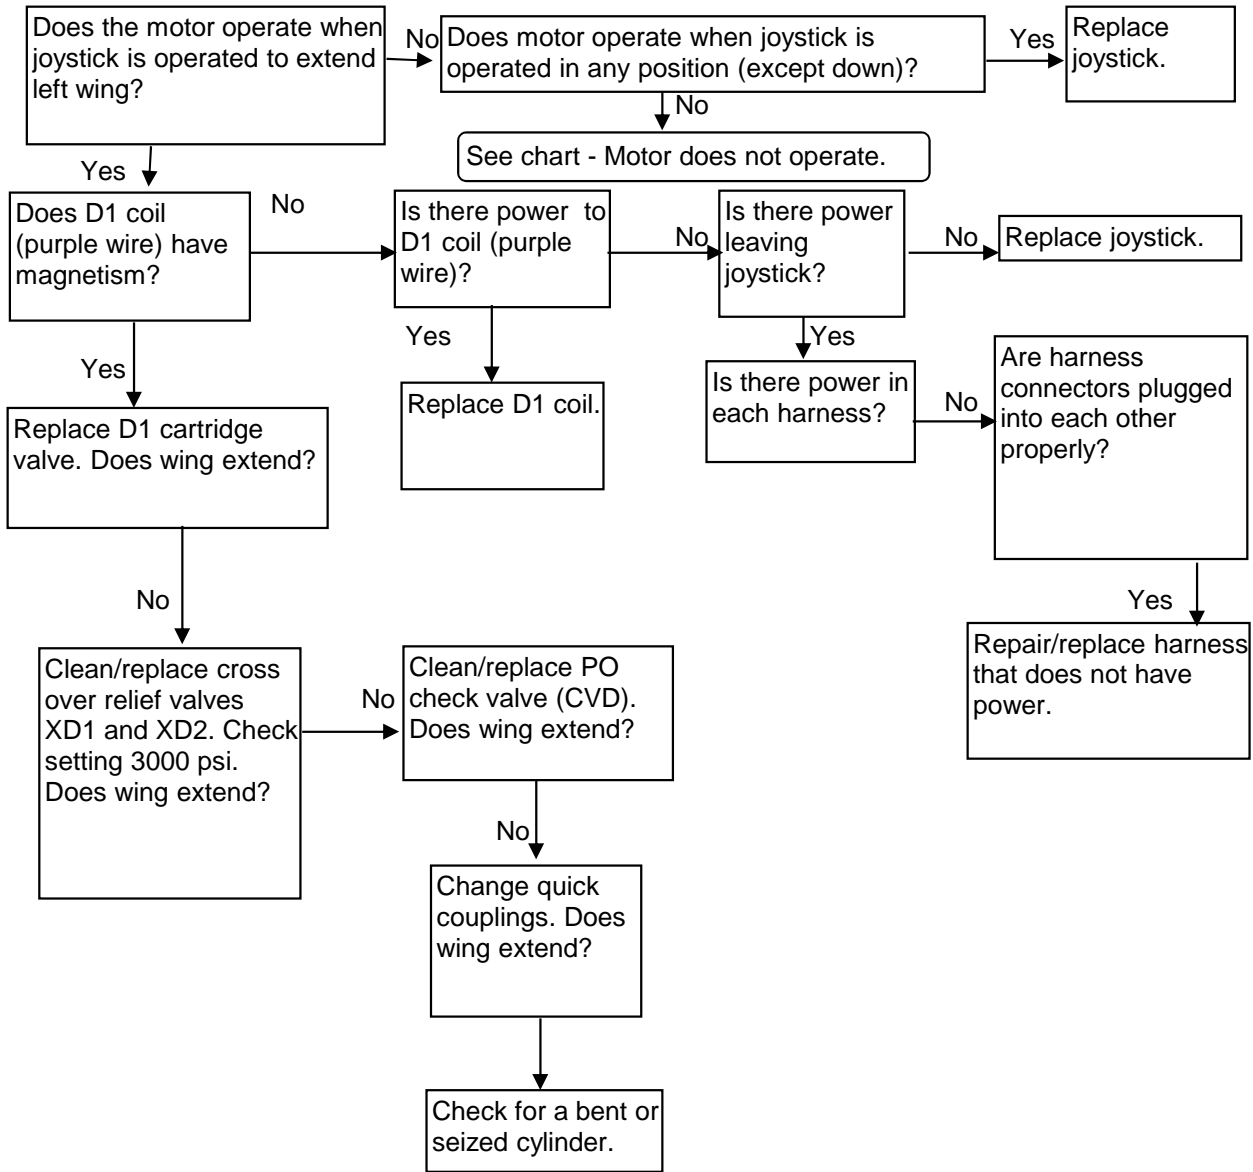 Does the motor operate when
joystick is operated to extend
left wing?
No
Does motor operate when joystick is
operated in any position (except down)?
Yes
Replace
joystick.
No
See chart - Motor does not operate.
Yes
Does D1 coil
(purple wire) have
magnetism?
No
Is there power to
D1 coil (purple
wire)?
No
Is there power
leaving
joystick?
No
Replace joystick.
Yes
Replace D1 coil.
Yes
Is there power in
each harness?
No
Are harness
connectors plugged
into each other
properly?
Yes
Repair/replace harness
that does not have
power.
Yes
Replace D1 cartridge
valve. Does wing extend?
No
Clean/replace cross
over relief valves
XD1 and XD2. Check
setting 3000 psi.
Does wing extend?
No
Clean/replace PO
check valve (CVD).
Does wing extend?
No
Change quick
couplings. Does
wing extend?
Check for a bent or
seized cylinder.